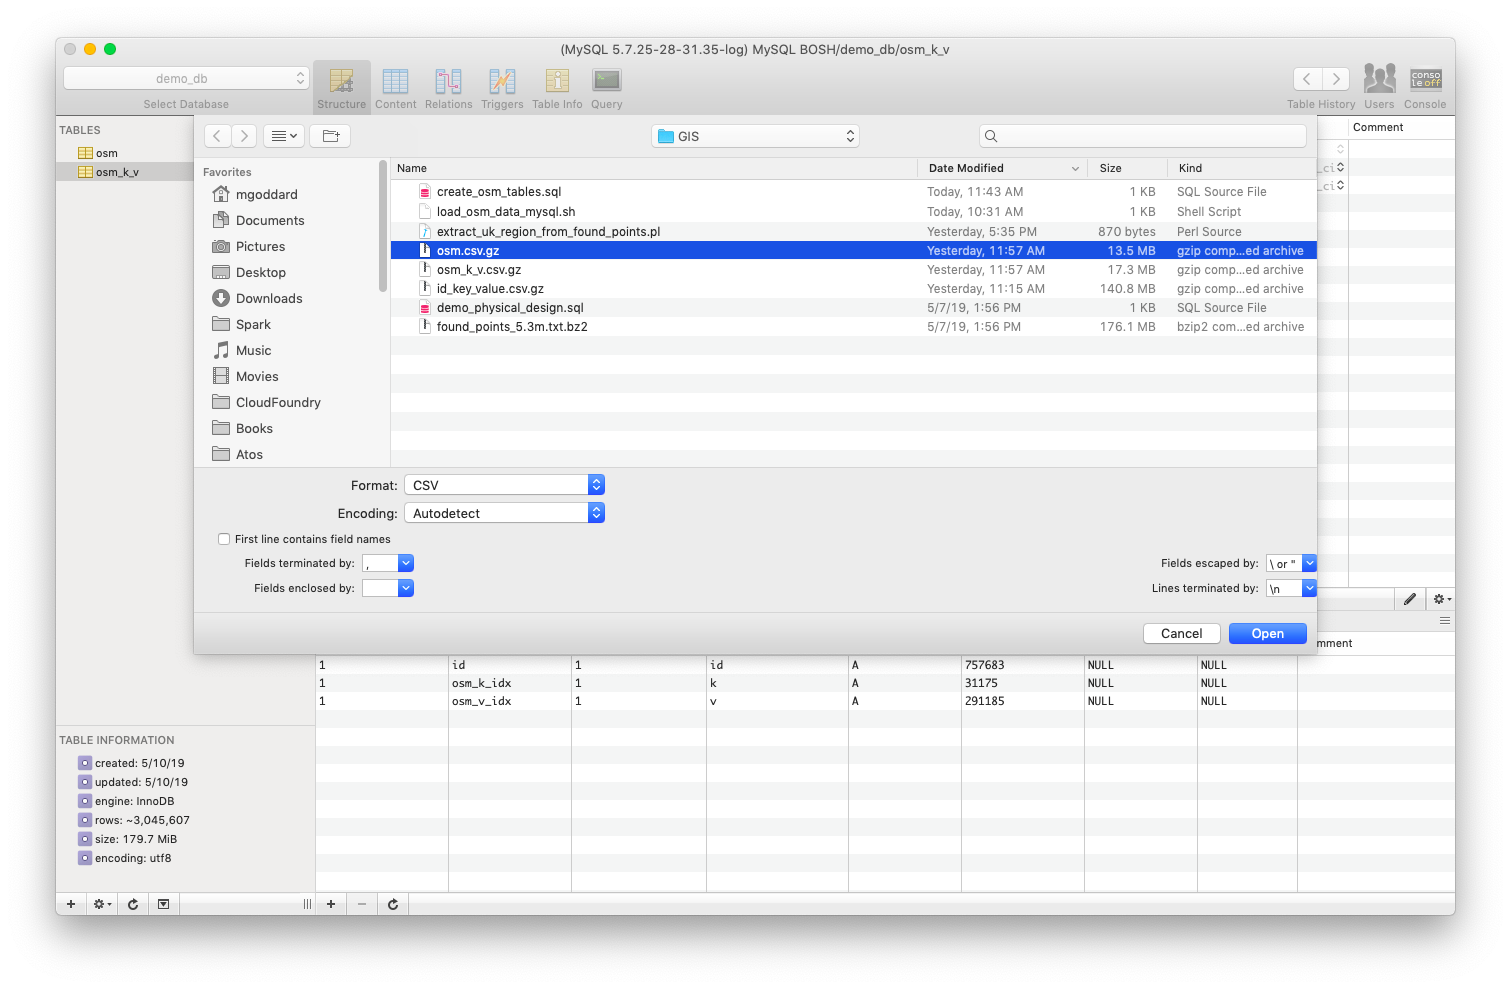 (MySQL 5.7.25-28-31.35-log) MySQL BOSH/demo_db/osm_k_v
demo_db
Select Database
Structure
Content
Relations
Triggers
Table Info
Query
Table History
Users
conso
le off
Console
TABLES
osm
osm_k_v
GIS
Comment
Favorites
mgoddard
Documents
Pictures
Desktop
Downloads
Spark
Music
Movies
CloudFoundry
Books
Atos
Name Date Modified Size Kind
create_osm_tables.sql Today, 11:43 AM 1 KB SQL Source File
load_osm_data_mysql.sh Today, 10:31 AM 1 KB Shell Script
extract_uk_region_from_found_points.pl Yesterday, 5:35 PM 870 bytes Perl Source
osm.csv.gz Yesterday, 11:57 AM 13.5 MB gzip comp...ed archive
osm_k_v.csv.gz Yesterday, 11:57 AM 17.3 MB gzip comp...ed archive
id_key_value.csv.gz Yesterday, 11:15 AM 140.8 MB gzip comp...ed archive
demo_physical_design.sql 5/7/19, 1:56 PM 1 KB SQL Source File
found_points_5.3m.txt.bz2 5/7/19, 1:56 PM 176.1 MB bzip2 com...ed archive
_ci
_ci
Format: CSV
Encoding: Autodetect
First line contains field names
Fields terminated by: ,
Fields escaped by: \ or "
Fields enclosed by:
Lines terminated by: \n
Cancel
Open
mment
1 id 1 id A 757683 NULL NULL
1 osm_k_idx 1 k A 31175 NULL NULL
1 osm_v_idx 1 v A 291185 NULL NULL
TABLE INFORMATION
created: 5/10/19
updated: 5/10/19
engine: InnoDB
rows: ~3,045,607
size: 179.7 MiB
encoding: utf8